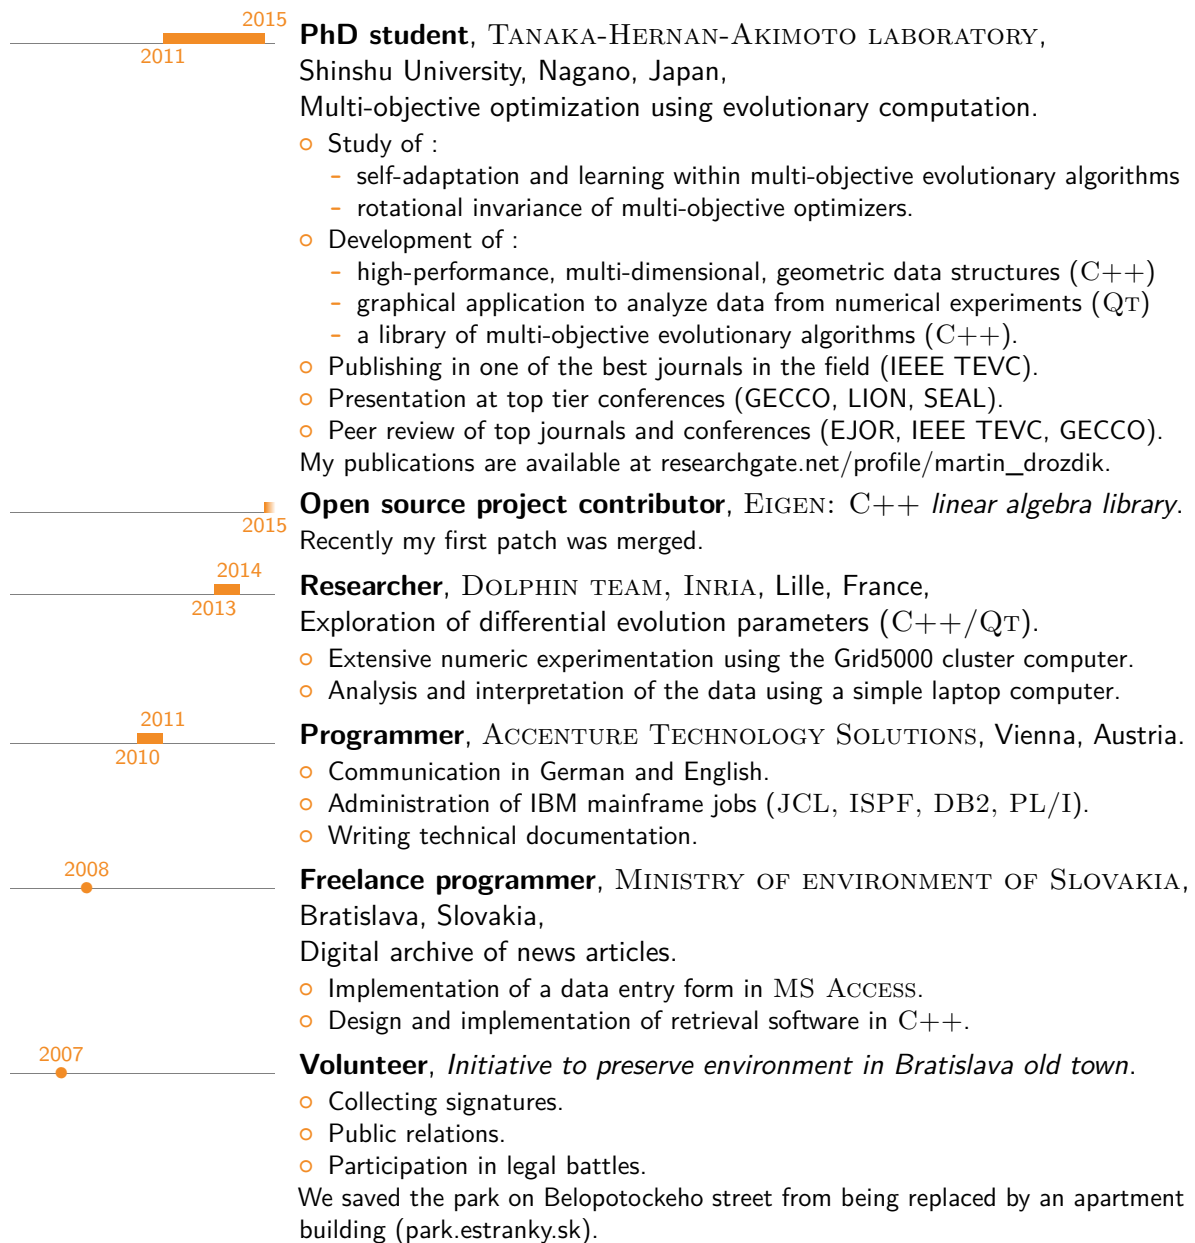 2015
2011
PhD student, Tanaka-Hernan-Akimoto laboratory,
Shinshu University, Nagano, Japan,
Multi-objective optimization using evolutionary computation.
Study of :
- self-adaptation and learning within multi-objective evolutionary algorithms
- rotational invariance of multi-objective optimizers.
Development of :
- high-performance, multi-dimensional, geometric data structures (C++)
- graphical application to analyze data from numerical experiments (Qt)
- a library of multi-objective evolutionary algorithms (C++).
Publishing in one of the best journals in the field (IEEE TEVC).
Presentation at top tier conferences (GECCO, LION, SEAL).
Peer review of top journals and conferences (EJOR, IEEE TEVC, GECCO).
My publications are available at researchgate.net/profile/martin_drozdik.
2015
Open source project contributor, Eigen: C++ linear algebra library.
Recently my first patch was merged.
2014
2013
Researcher, Dolphin team, Inria, Lille, France,
Exploration of differential evolution parameters (C++/Qt).
Extensive numeric experimentation using the Grid5000 cluster computer.
Analysis and interpretation of the data using a simple laptop computer.
2011
2010
Programmer, Accenture Technology Solutions, Vienna, Austria.
Communication in German and English.
Administration of IBM mainframe jobs (JCL, ISPF, DB2, PL/I).
Writing technical documentation.
2008
Freelance programmer, Ministry of environment of Slovakia,
Bratislava, Slovakia,
Digital archive of news articles.
Implementation of a data entry form in MS Access.
Design and implementation of retrieval software in C++.
2007
Volunteer, Initiative to preserve environment in Bratislava old town.
Collecting signatures.
Public relations.
Participation in legal battles.
We saved the park on Belopotockeho street from being replaced by an apartment
building (park.estranky.sk).